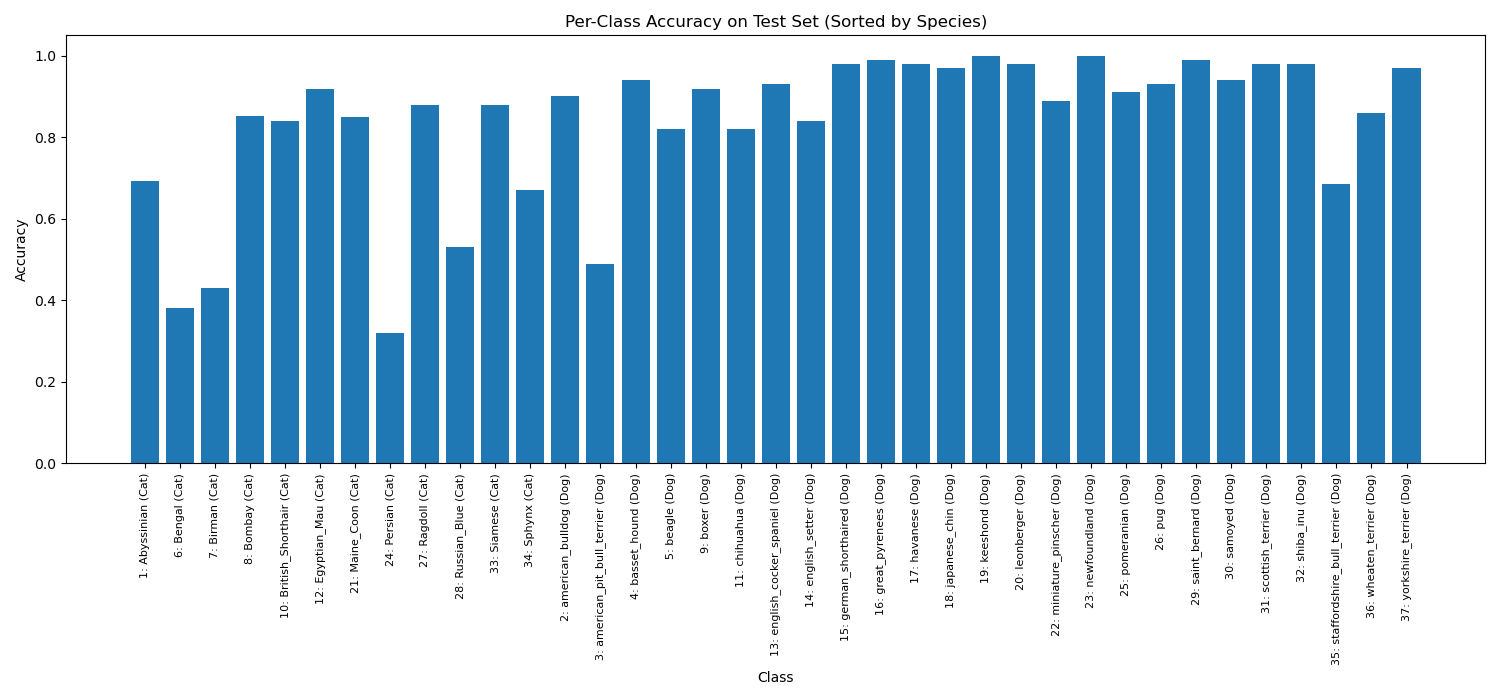 Per-Class Accuracy on Test Set (Sorted by Species)
Accuracy
1.0
0.8
0.6
0.4
0.2
0.0
1: Abyssinian (Cat)
6: Bengal (Cat)
7: Birman (Cat)
8: Bombay (Cat)
10: British_Shorthair (Cat)
12: Egyptian_Mau (Cat)
21: Maine_Coon (Cat)
24: Persian (Cat)
27: Ragdoll (Cat)
28: Russian_Blue (Cat)
33: Siamese (Cat)
34: Sphynx (Cat)
2: american_bulldog (Dog)
3: american_pit_bull_terrier (Dog)
4: basset_hound (Dog)
5: beagle (Dog)
9: boxer (Dog)
11: chihuahua (Dog)
13: english_cocker_spaniel (Dog)
14: english_setter (Dog)
15: german_shorthaired (Dog)
16: great_pyrenees (Dog)
17: havanese (Dog)
18: japanese_chin (Dog)
19: keeshond (Dog)
20: leonberger (Dog)
22: miniature_pinscher (Dog)
23: newfoundland (Dog)
25: pomeranian (Dog)
26: pug (Dog)
29: saint_bernard (Dog)
30: samoyed (Dog)
31: scottish_terrier (Dog)
32: shiba_inu (Dog)
35: staffordshire_bull_terrier (Dog)
36: wheaten_terrier (Dog)
37: yorkshire_terrier (Dog)
Class